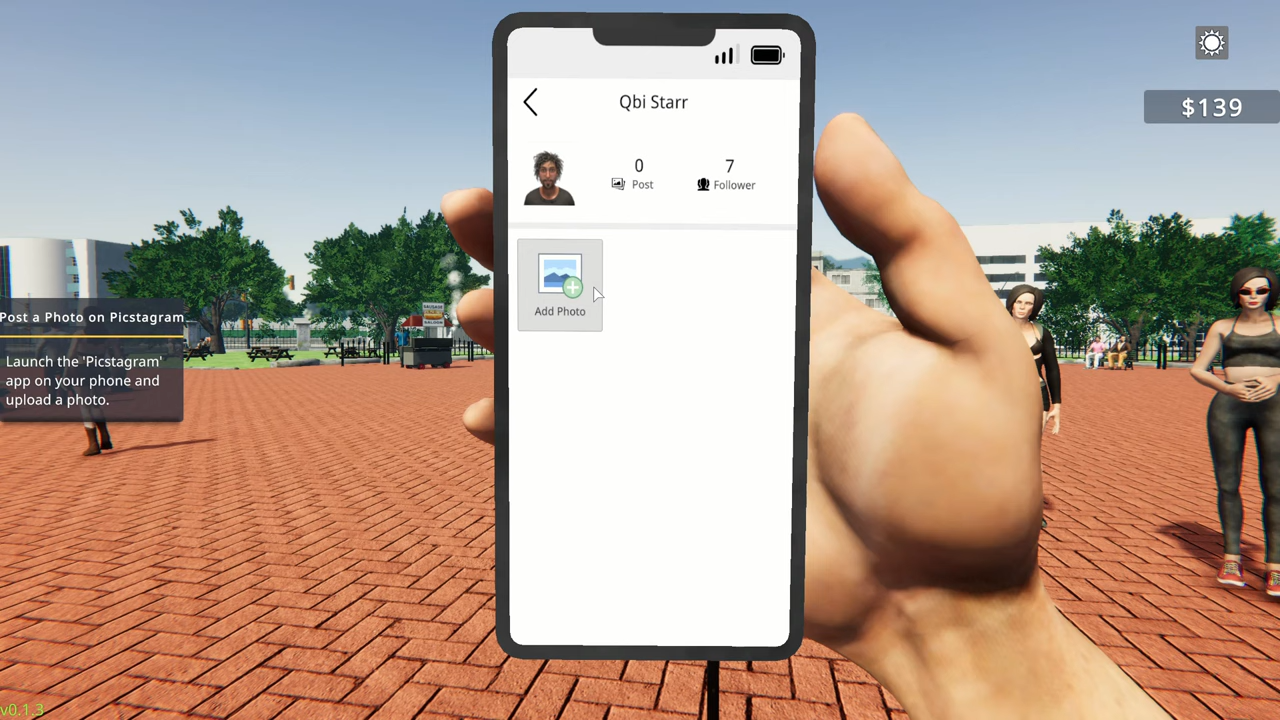 Qbi Starr
$139
0
Post
7
Follower
Add Photo
Post a Photo on Picstagram
Launch the 'Picstagram'
app on your phone and
upload a photo.
SAUSAGE
v0.1.3